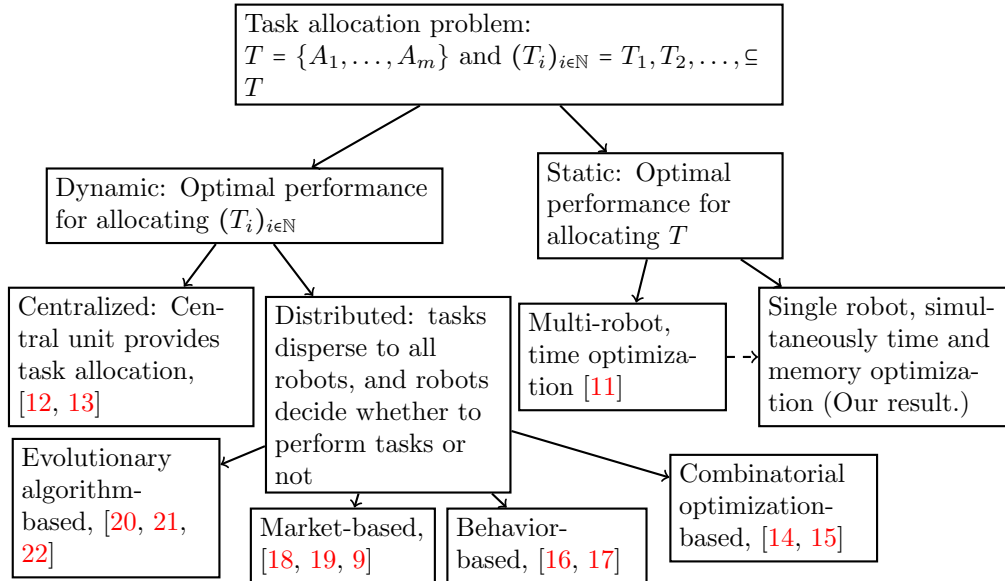 Task allocation problem:
T = {A₁, . . . , Aₘ} and (Tᵢ)ᵢ∈ℕ = T₁, T₂, . . . , ⊆
T
Dynamic: Optimal performance
for allocating (Tᵢ)ᵢ∈ℕ
Static: Optimal
performance for
allocating T
Centralized: Cen-
tral unit provides
task allocation,
[12, 13]
Distributed: tasks
disperse to all
robots, and robots
decide whether to
perform tasks or
not
Multi-robot,
time optimiza-
tion [11]
Single robot, simul-
taneously time and
memory optimiza-
tion (Our result.)
Evolutionary
algorithm-
based, [20, 21,
22]
Market-based,
[18, 19, 9]
Behavior-
based, [16, 17]
Combinatorial
optimization-
based, [14, 15]